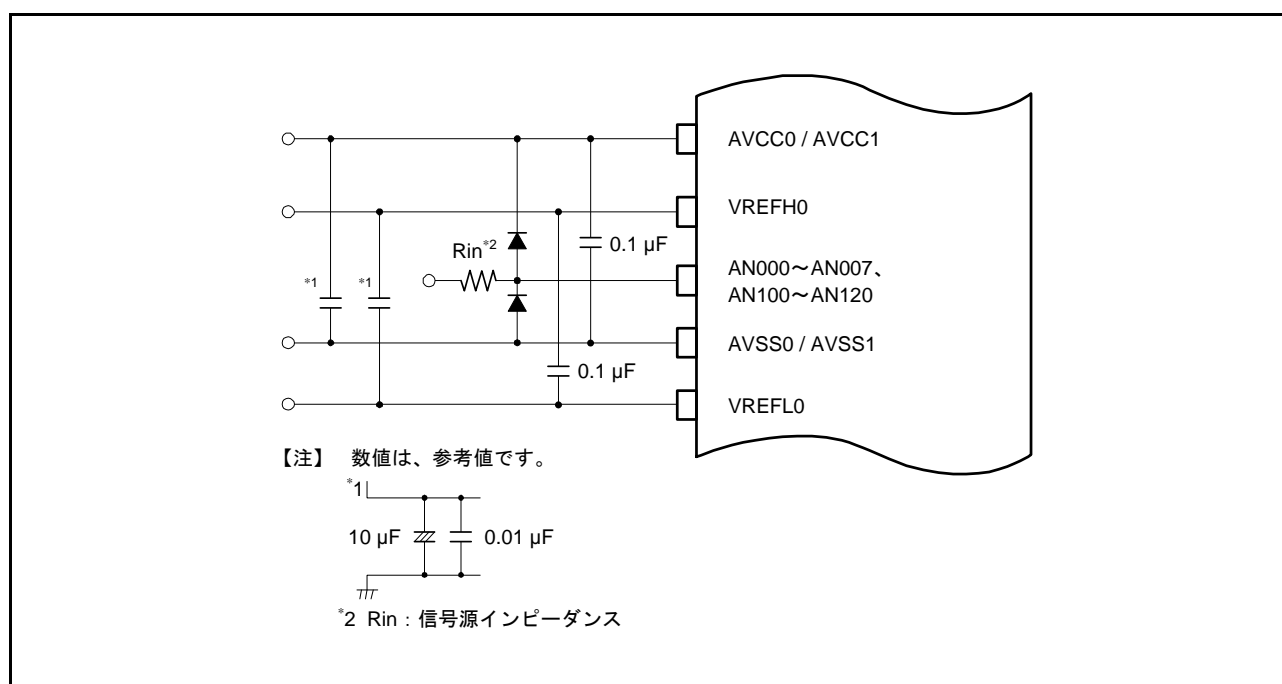 AVCC0 / AVCC1
VREFH0
Rin*2
0.1 µF
AN000～AN007、
AN100～AN120
*1
*1
AVSS0 / AVSS1
0.1 µF
VREFL0
【注】 数値は、参考値です。
*1
10 µF
0.01 µF
*2 Rin：信号源インピーダンス